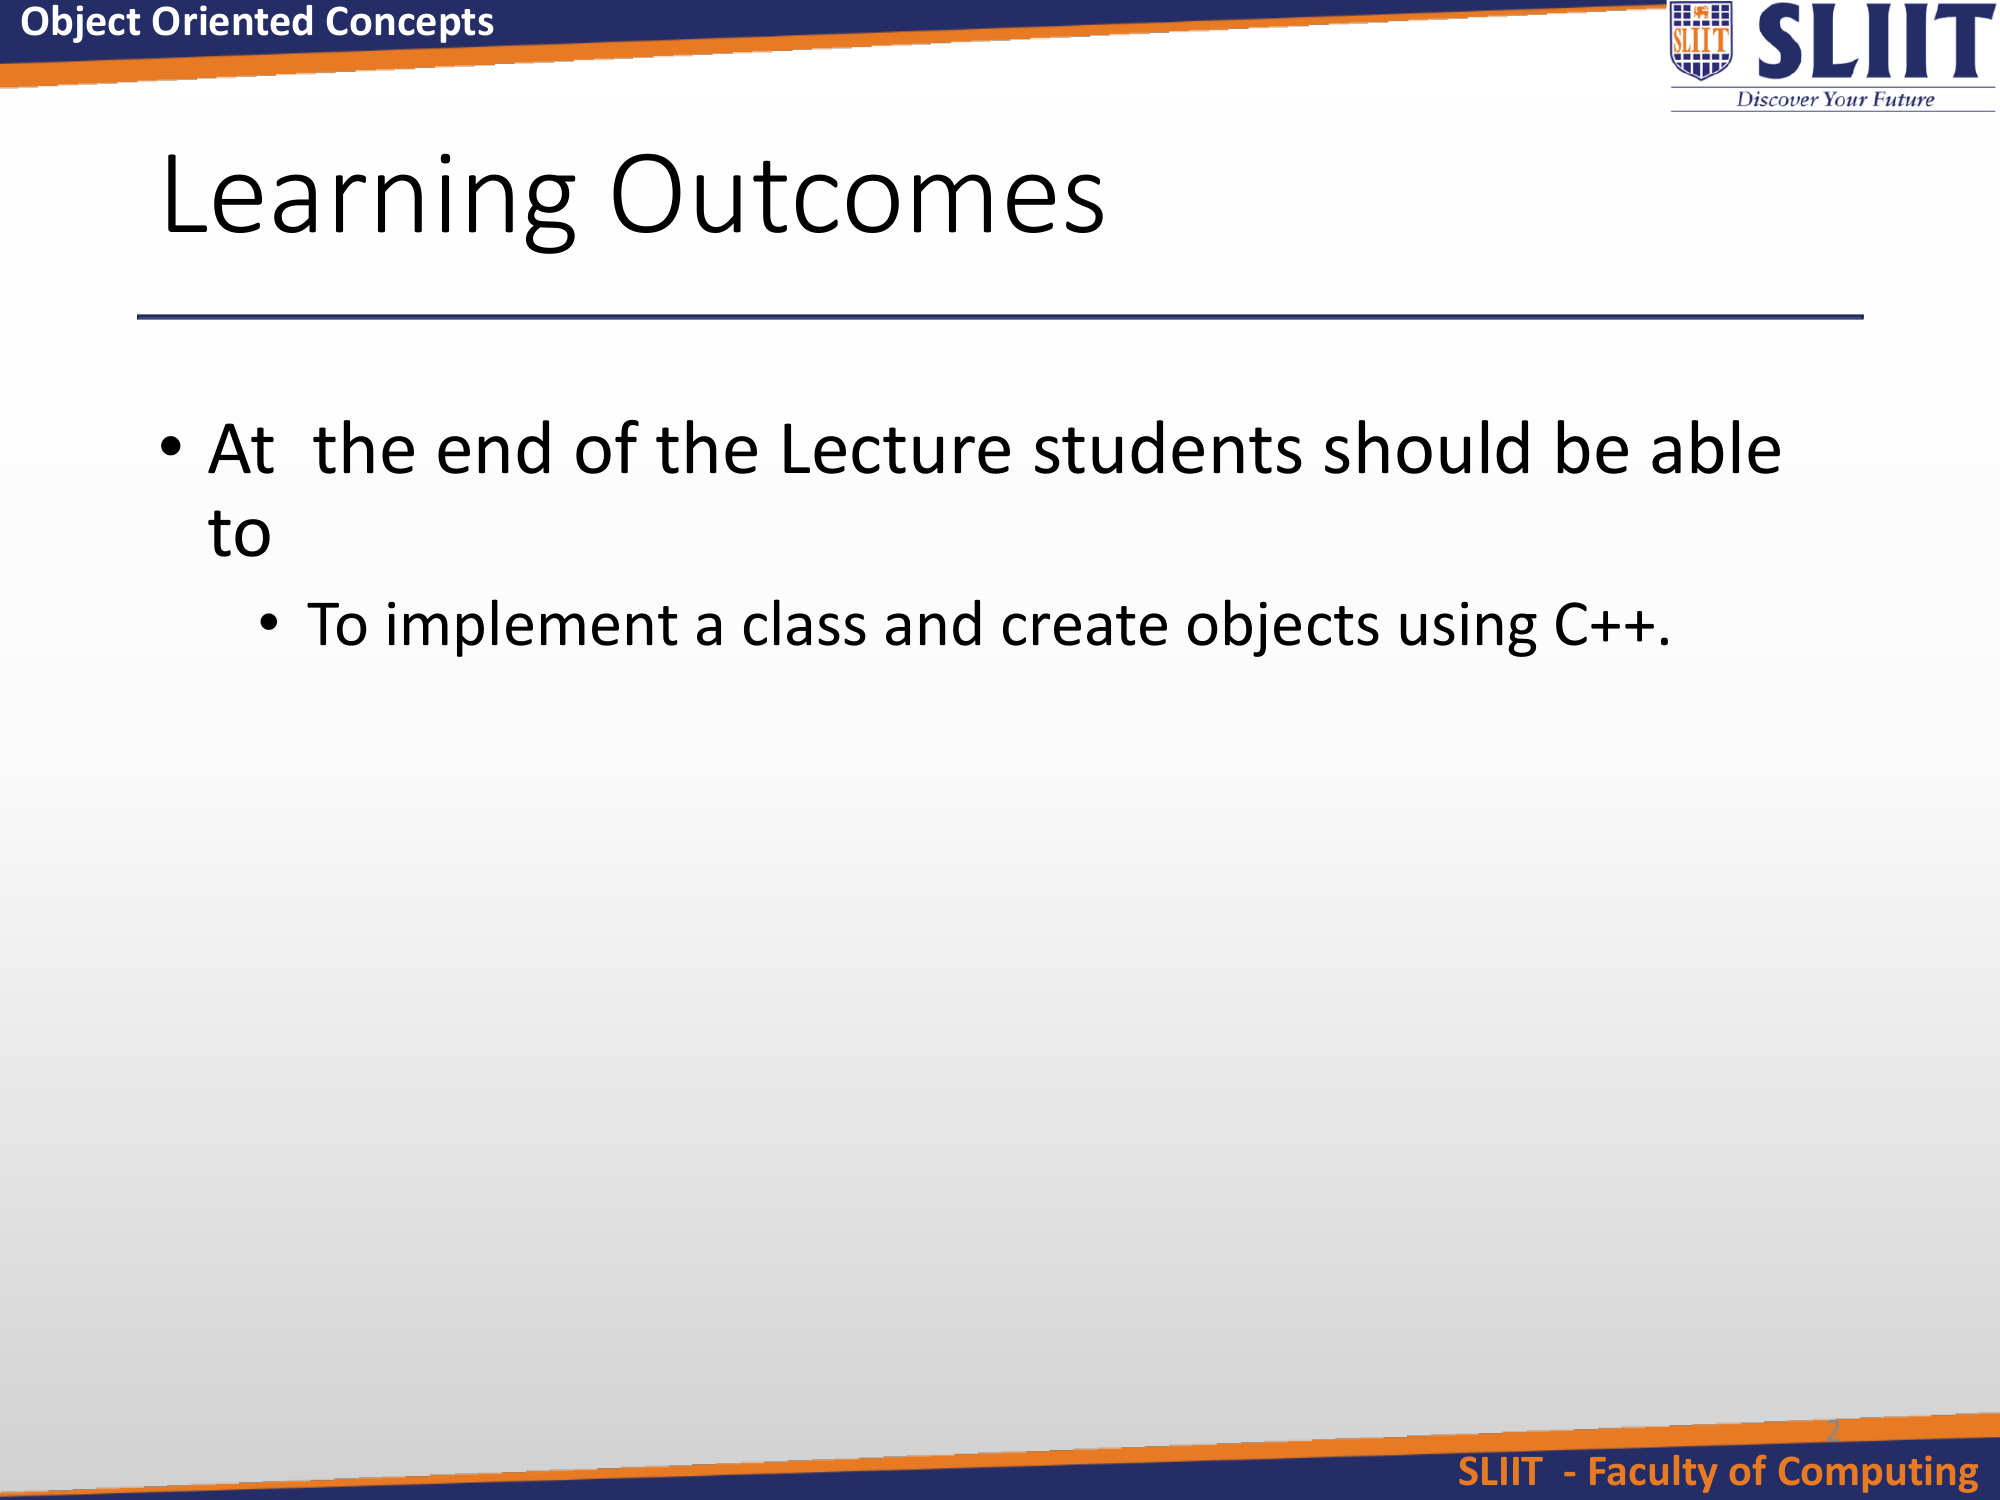 Object Oriented Concepts
SLIIT
SLIIT
Discover Your Future
Learning Outcomes
• At  the end of the Lecture students should be able
to
• To implement a class and create objects using C++.
2
SLIIT  - Faculty of Computing